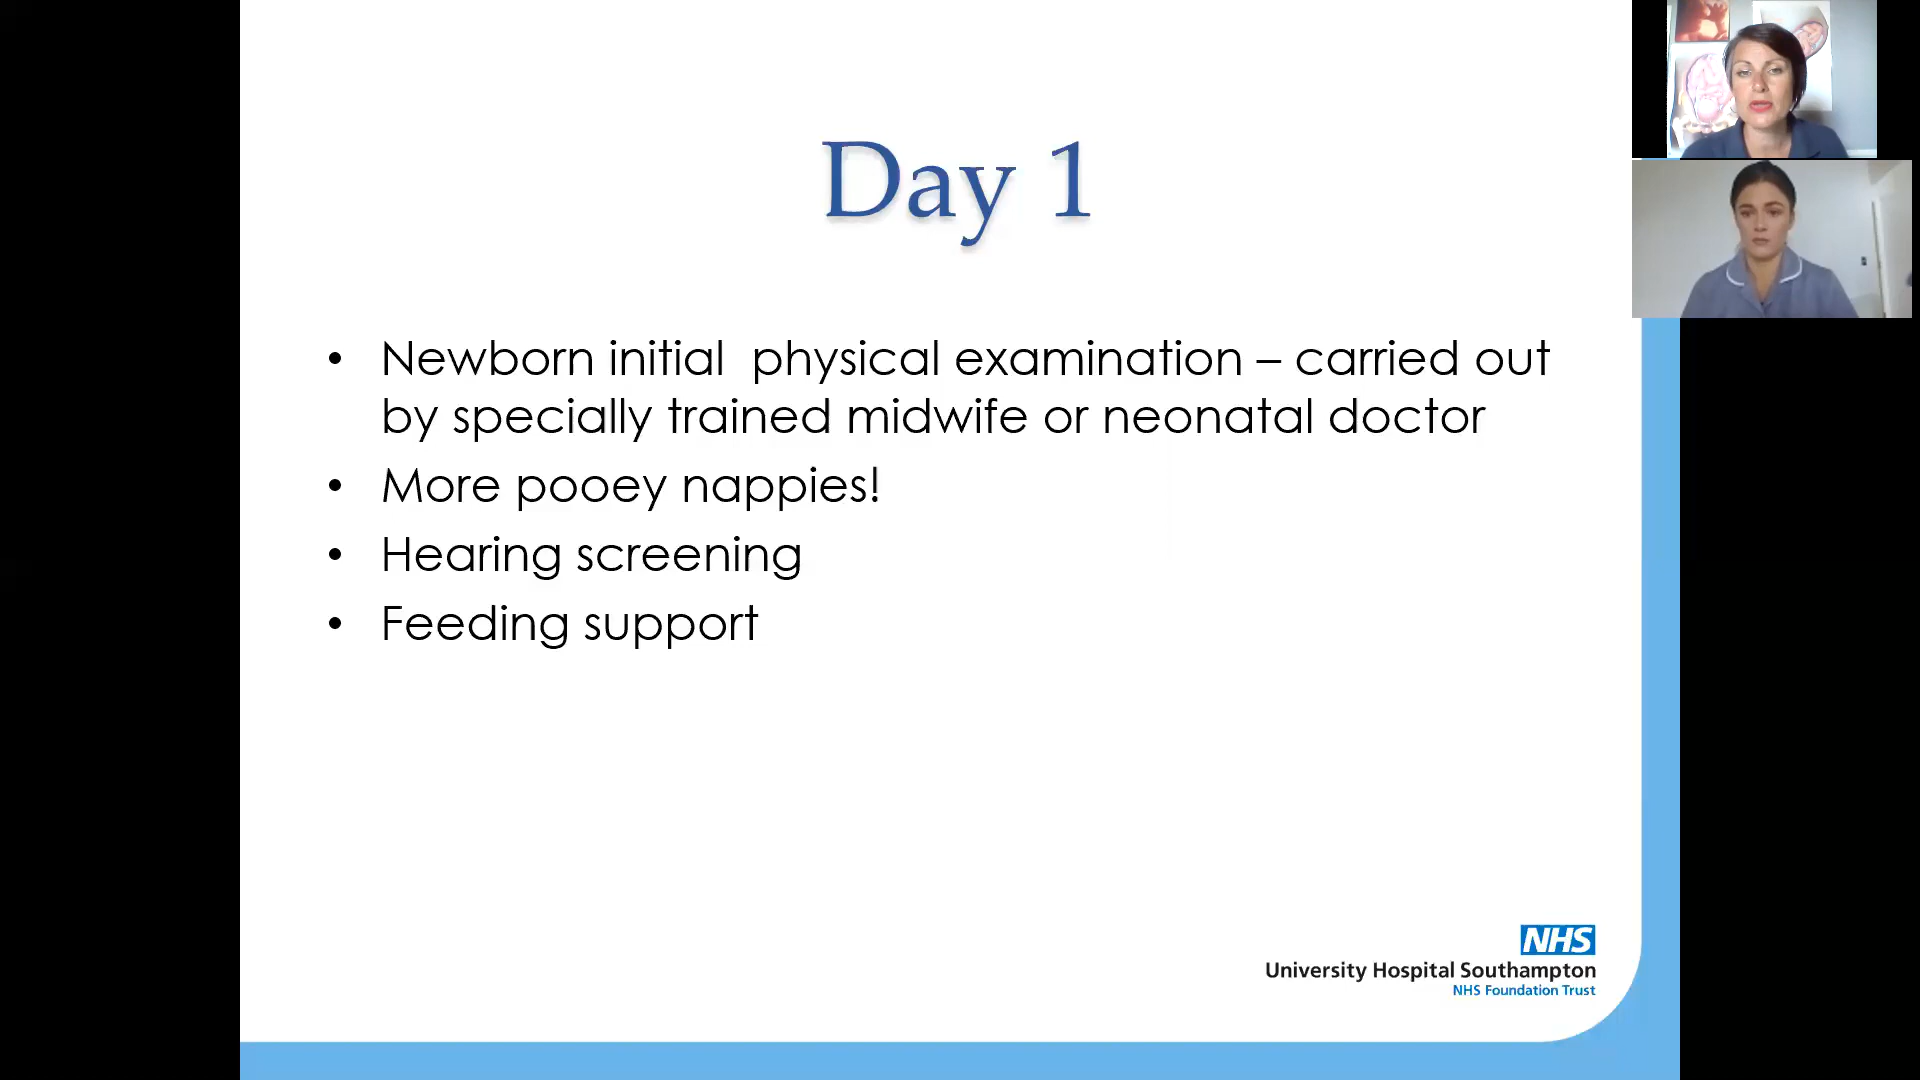 Day 1
• Newborn initial  physical examination – carried out
by specially trained midwife or neonatal doctor
• More pooey nappies!
• Hearing screening
• Feeding support
NHS
University Hospital Southampton
NHS Foundation Trust